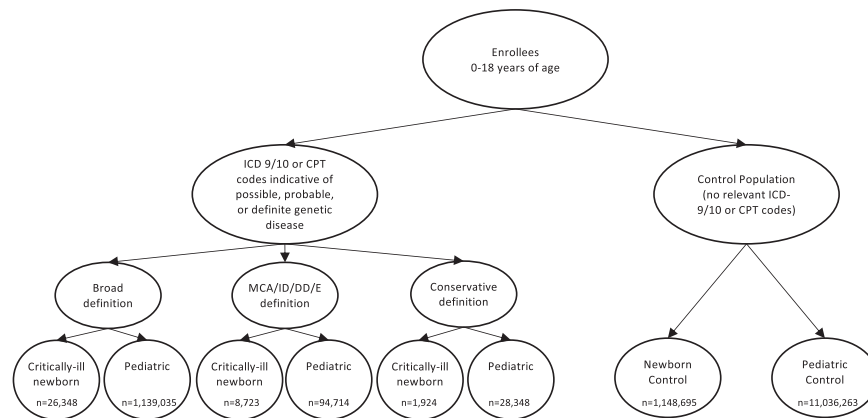 Enrollees
0-18 years of age
ICD 9/10 or CPT
codes indicative of
possible, probable,
or definite genetic
disease
Control Population
(no relevant ICD-
9/10 or CPT codes)
Broad
definition
MCA/ID/DD/E
definition
Conservative
definition
Critically-ill
newborn
n=26,348
Pediatric
n=1,139,035
Critically-ill
newborn
n=8,723
Pediatric
n=94,714
Critically-ill
newborn
n=1,924
Pediatric
n=28,348
Newborn
Control
n=1,148,695
Pediatric
Control
n=11,036,263